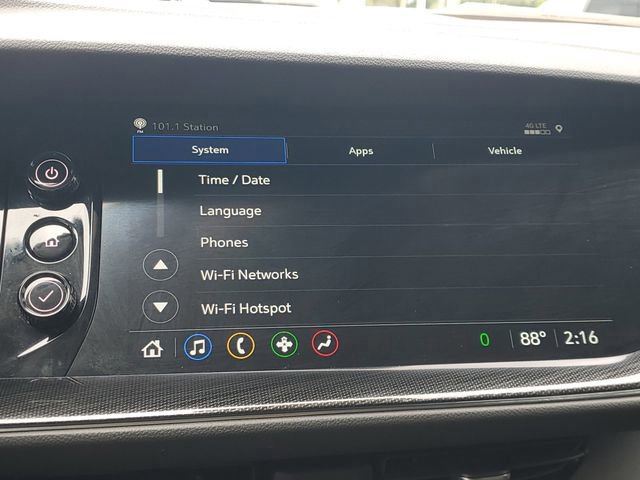 101.1 Station
4G LTE
FM
System Apps Vehicle
Time / Date
Language
Phones
Wi-Fi Networks
Wi-Fi Hotspot
0 88° 2:16